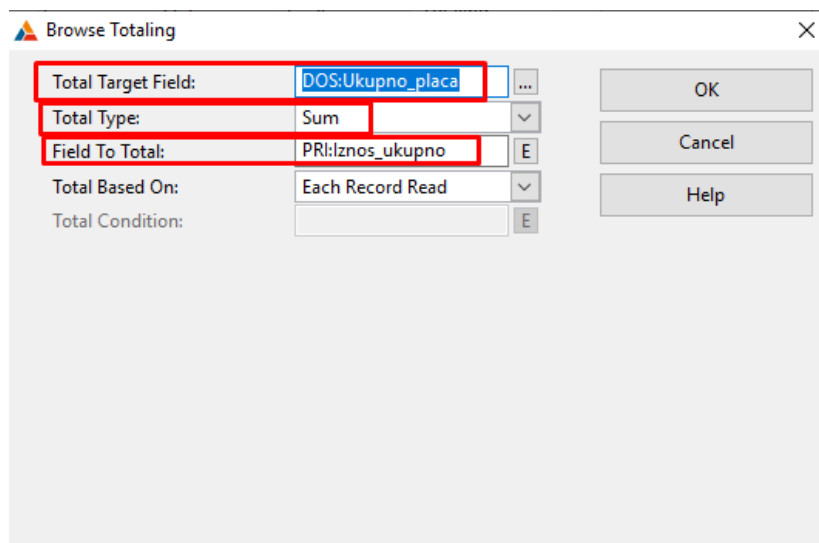 Browse Totaling
Total Target Field: DOS:Ukupno_placa ... OK
Total Type: Sum
Field To Total: PRI:Iznos_ukupno E Cancel
Total Based On: Each Record Read Help
Total Condition: E